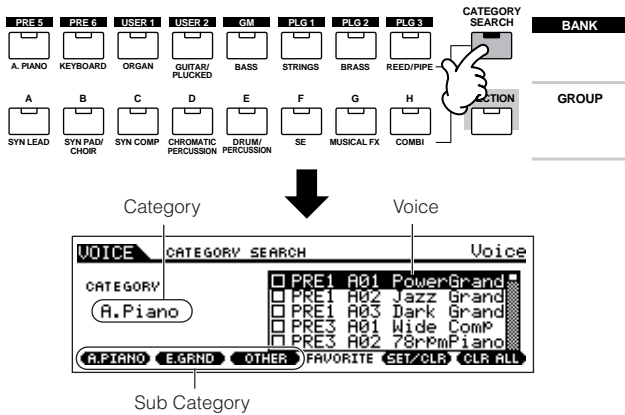 CATEGORY
SEARCH
PRE 5 PRE 6 USER 1 USER 2 GM PLG 1 PLG 2 PLG 3 BANK
A. PIANO KEYBOARD ORGAN GUITAR/ PLUCKED BASS STRINGS BRASS REED/PIPE
A B C D E F G H GROUP
SYN LEAD SYN PAD/ CHOIR SYN COMP CHROMATIC PERCUSSION DRUM/ PERCUSSION SE MUSICAL FX COMBI
Category Voice
VOICE CATEGORY SEARCH Voice
CATEGORY
A.Piano
PRE1 A01 PowerGrand
PRE1 A02 Jazz Grand
PRE1 A03 Dark Grand
PRE3 A01 Wide Comp
PRE3 A02 78rpmPiano
A.PIANO E.GRND OTHER FAVORITE SET/CLR CLR ALL
Sub Category